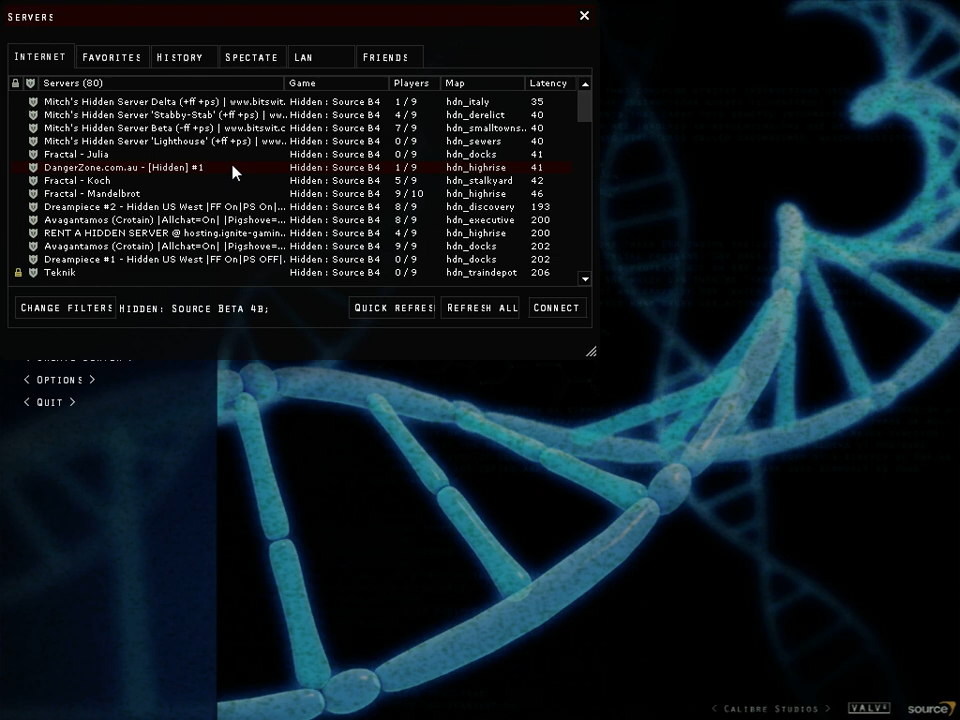 SERVERS
INTERNET FAVORITES HISTORY SPECTATE LAN FRIENDS
Servers (80) Game Players Map Latency
Mitch's Hidden Server Delta (+ff +ps) | www.bitswit.. Hidden : Source B4 1 / 9 hdn_italy 35
Mitch's Hidden Server 'Stabby-Stab' (+ff +ps) | ww.. Hidden : Source B4 4 / 9 hdn_derelict 40
Mitch's Hidden Server Beta (-ff +ps) | www.bitswit.c Hidden : Source B4 7 / 9 hdn_smalltowns.. 40
Mitch's Hidden Server 'Lighthouse' (+ff +ps) | www.. Hidden : Source B4 0 / 9 hdn_sewers 40
Fractal - Julia Hidden : Source B4 0 / 9 hdn_docks 41
DangerZone.com.au - [Hidden] #1 Hidden : Source B4 1 / 9 hdn_highrise 41
Fractal - Koch Hidden : Source B4 5 / 9 hdn_stalkyard 42
Fractal - Mandelbrot Hidden : Source B4 9 / 10 hdn_highrise 46
Dreampiece #2 - Hidden US West |FF On|PS On|... Hidden : Source B4 8 / 9 hdn_discovery 193
Avagantamos (Crotain) |Allchat=On| |Pigshove=... Hidden : Source B4 8 / 9 hdn_executive 200
RENT A HIDDEN SERVER @ hosting.ignite-gamin.. Hidden : Source B4 4 / 9 hdn_highrise 200
Avagantamos (Crotain) |Allchat=On| |Pigshove=... Hidden : Source B4 9 / 9 hdn_docks 202
Dreampiece #1 - Hidden US West |FF On|PS OFF|. Hidden : Source B4 0 / 9 hdn_docks 202
Teknik Hidden : Source B4 0 / 9 hdn_traindepot 206
CHANGE FILTERS HIDDEN: SOURCE BETA 4B; QUICK REFRES REFRESH ALL CONNECT
< OPTIONS >
< QUIT >
< CALIBRE STUDIOS > VALVE source